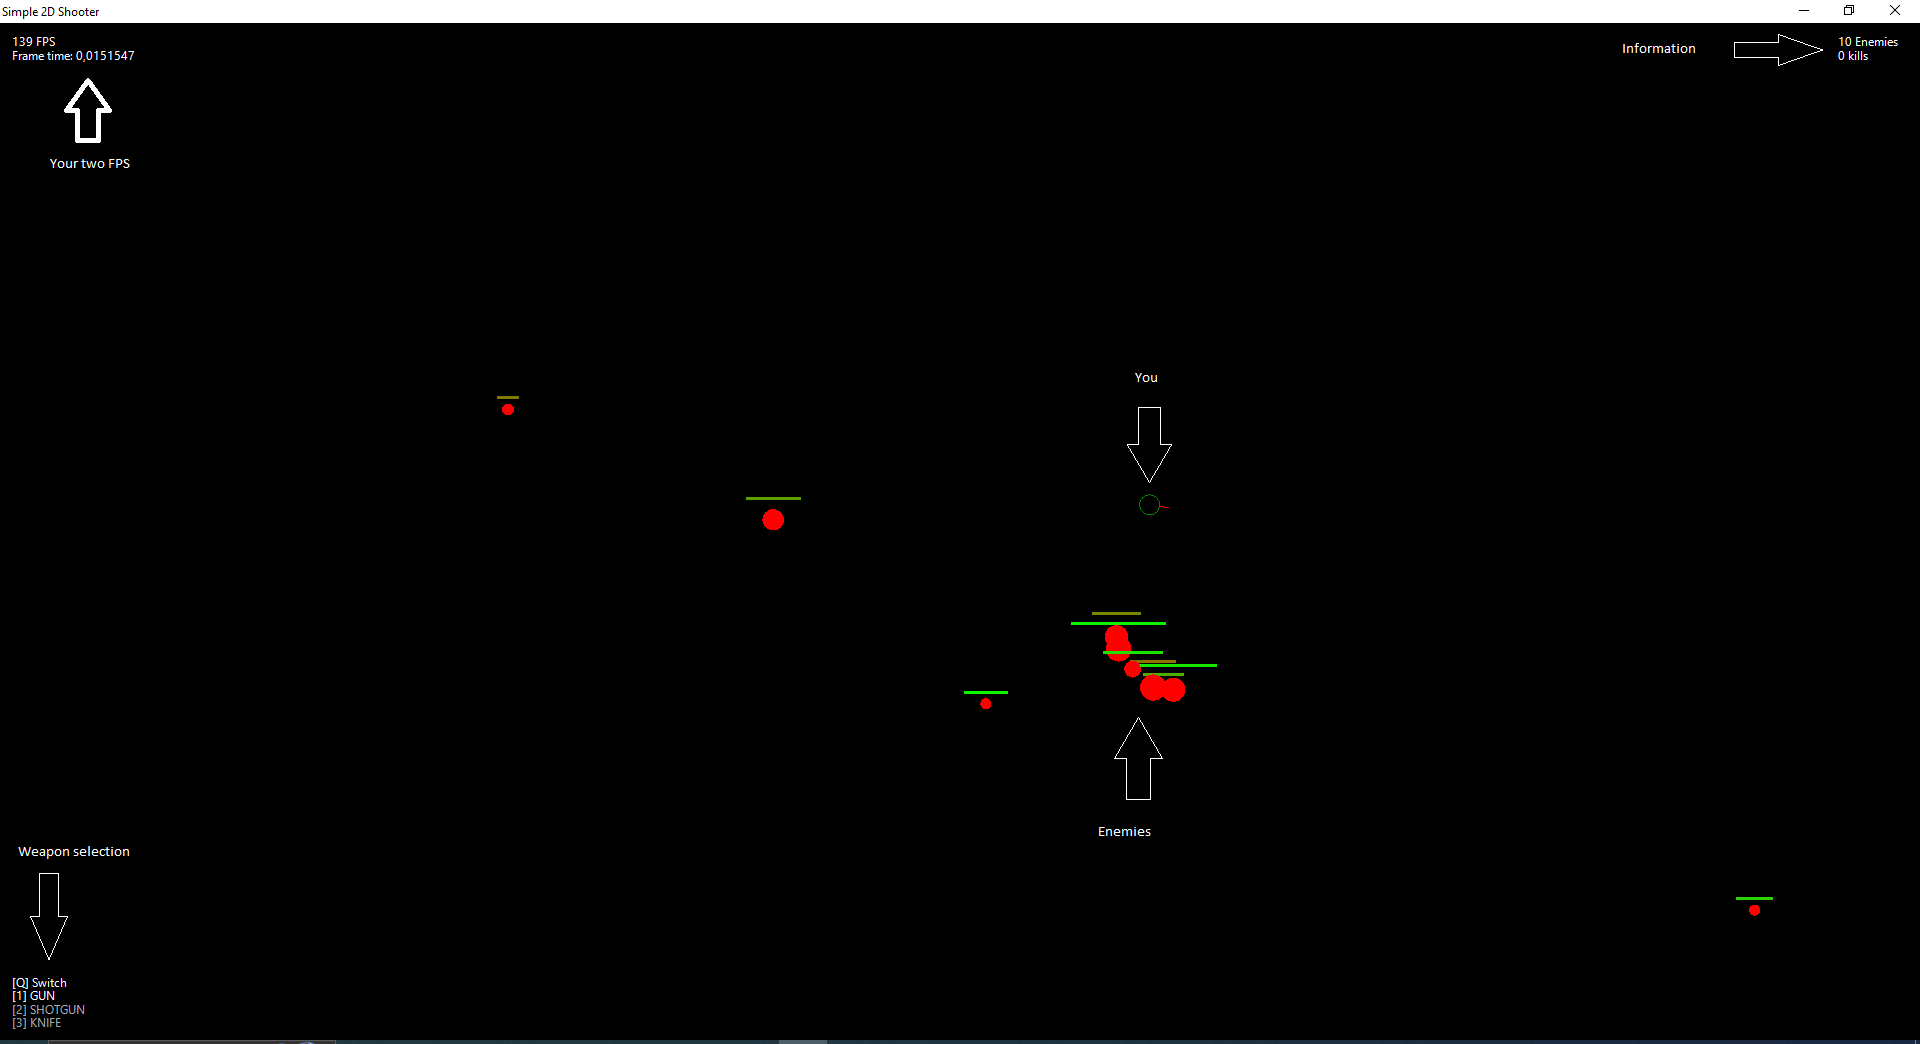 Simple 2D Shooter
139 FPS
Frame time: 0,0151547
Your two FPS
Information
10 Enemies
0 kills
You
Enemies
Weapon selection
[Q] Switch
[1] GUN
[2] SHOTGUN
[3] KNIFE